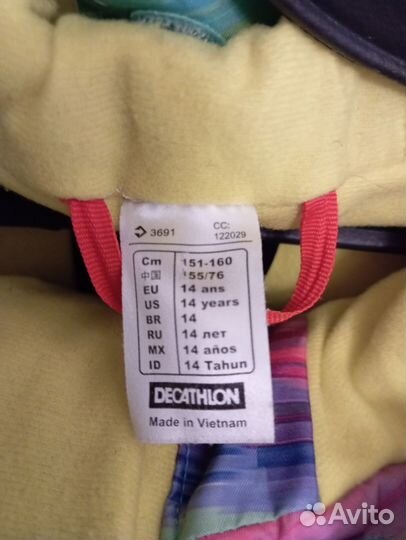 3691 CC: 122029
Cm 151-160
中国 155/76
EU 14 ans
US 14 years
BR 14
RU 14 лет
MX 14 años
ID 14 Tahun
DECATHLON
Made in Vietnam
Avito